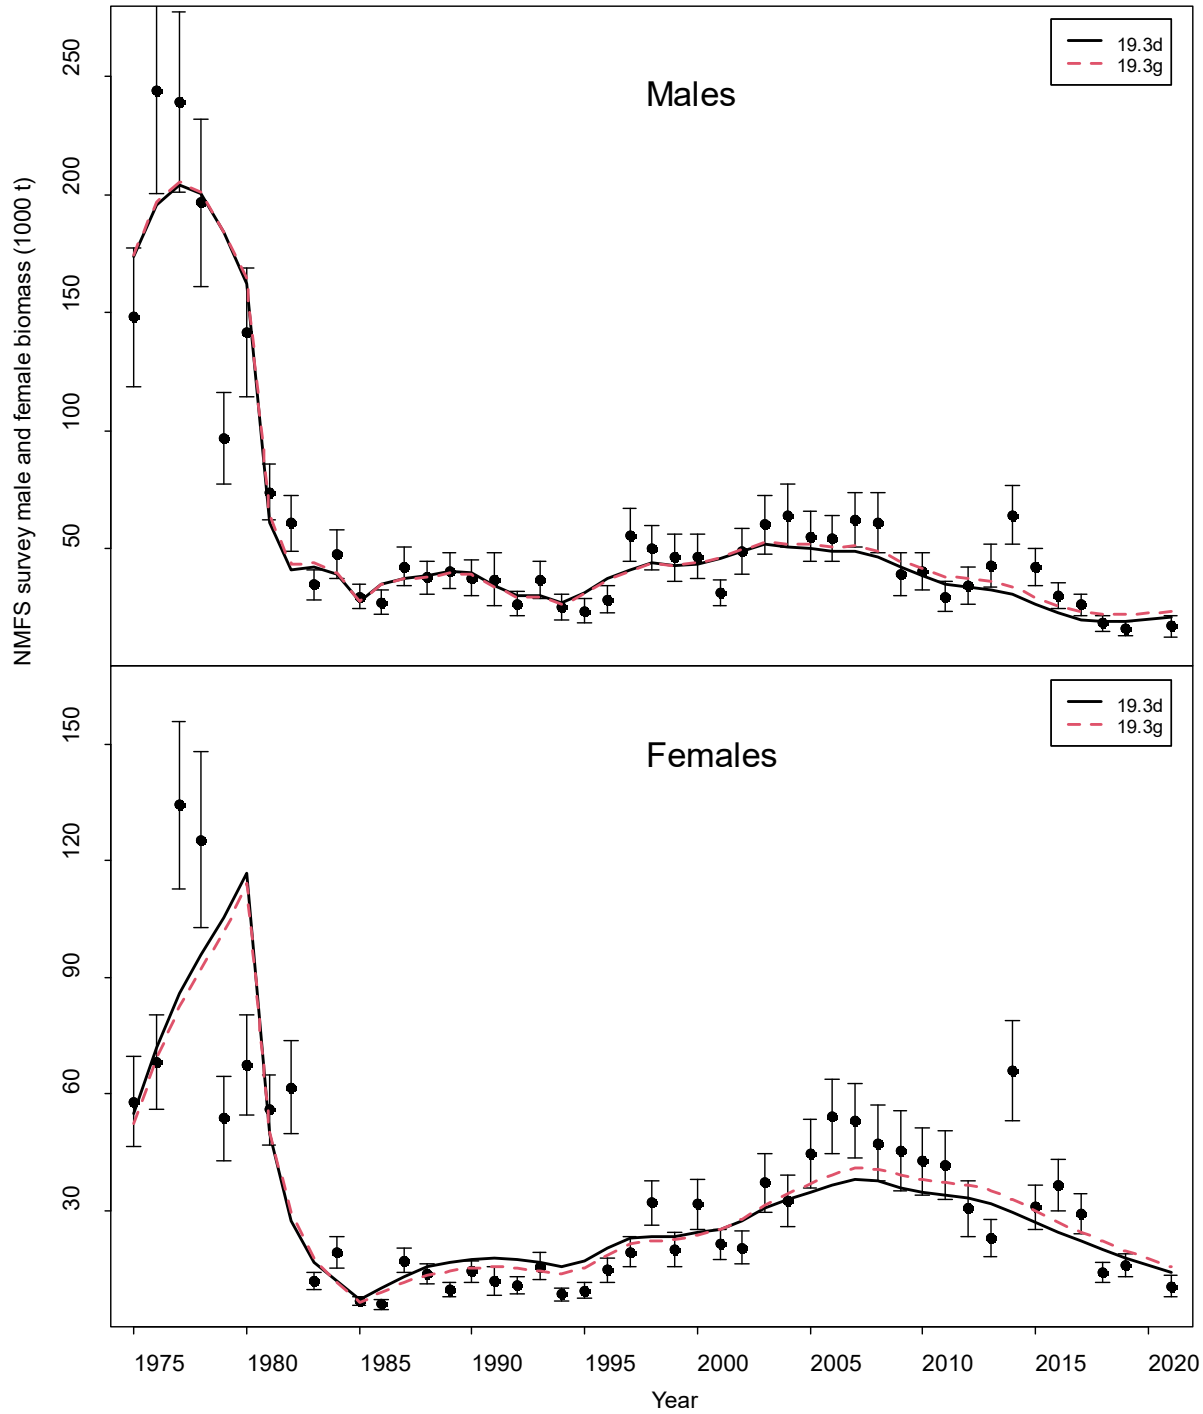 19.3d
19.3g
Males
250
200
150
100
50
NMFS survey male and female biomass (1000 t)
19.3d
19.3g
Females
150
120
90
60
30
1975 1980 1985 1990 1995 2000 2005 2010 2015 2020
Year